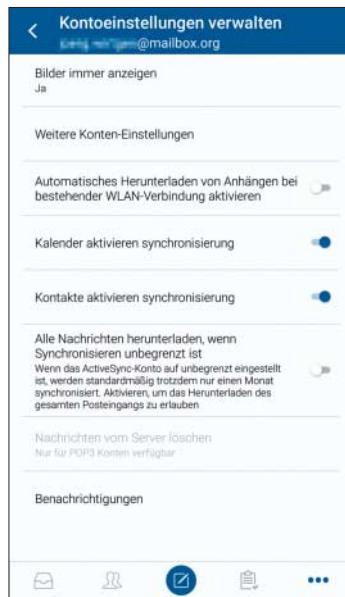 Kontoeinstellungen verwalten
@mailbox.org
Bilder immer anzeigen
Ja
Weitere Konten-Einstellungen
Automatisches Herunterladen von Anhängen bei
bestehender WLAN-Verbindung aktivieren
Kalender aktivieren synchronisierung
Kontakte aktivieren synchronisierung
Alle Nachrichten herunterladen, wenn
Synchronisieren unbegrenzt ist
Wenn das ActiveSync-Konto auf unbegrenzt eingestellt
ist, werden standardmäßig trotzdem nur einen Monat
synchronisiert. Aktivieren, um das Herunterladen des
gesamten Posteingangs zu erlauben
Nachrichten vom Server löschen
Nur für POP3 Konten verfügbar
Benachrichtigungen